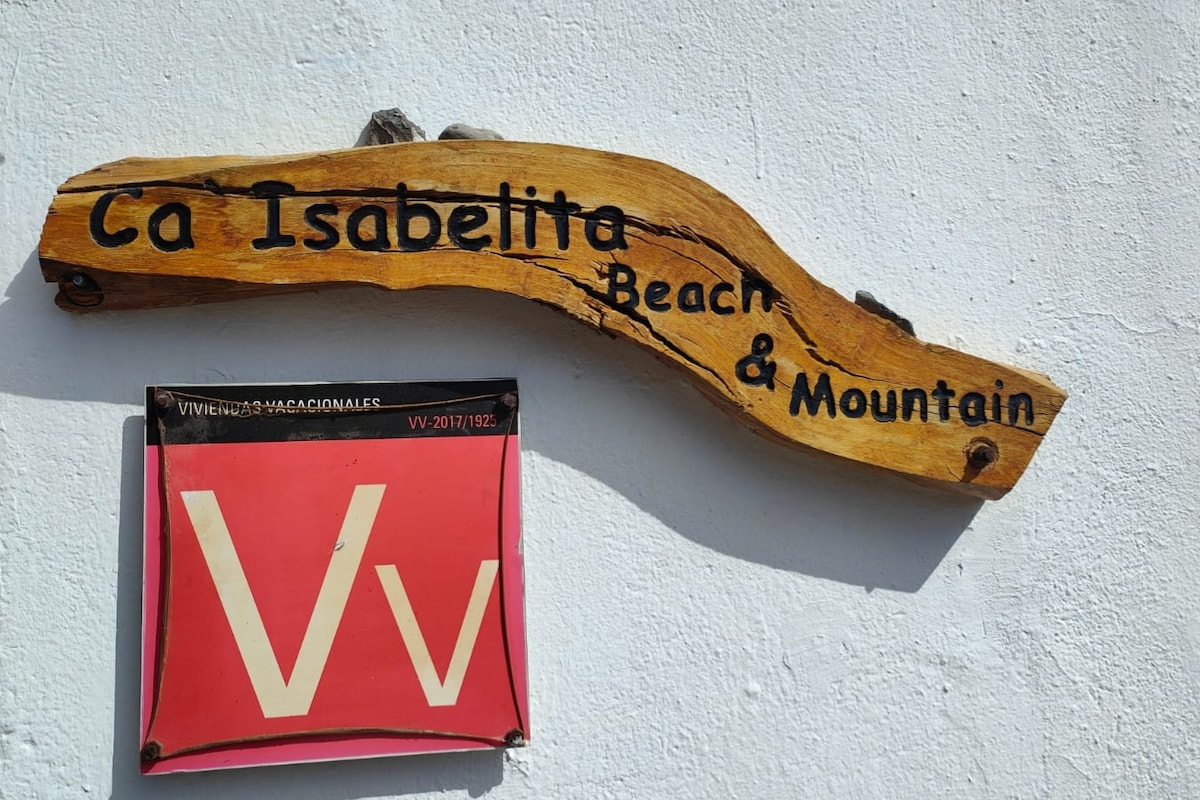 Ca`Isabelita
Beach
&
Mountain
VIVIENDAS VACACIONALES
VV-2017/1925
Vv